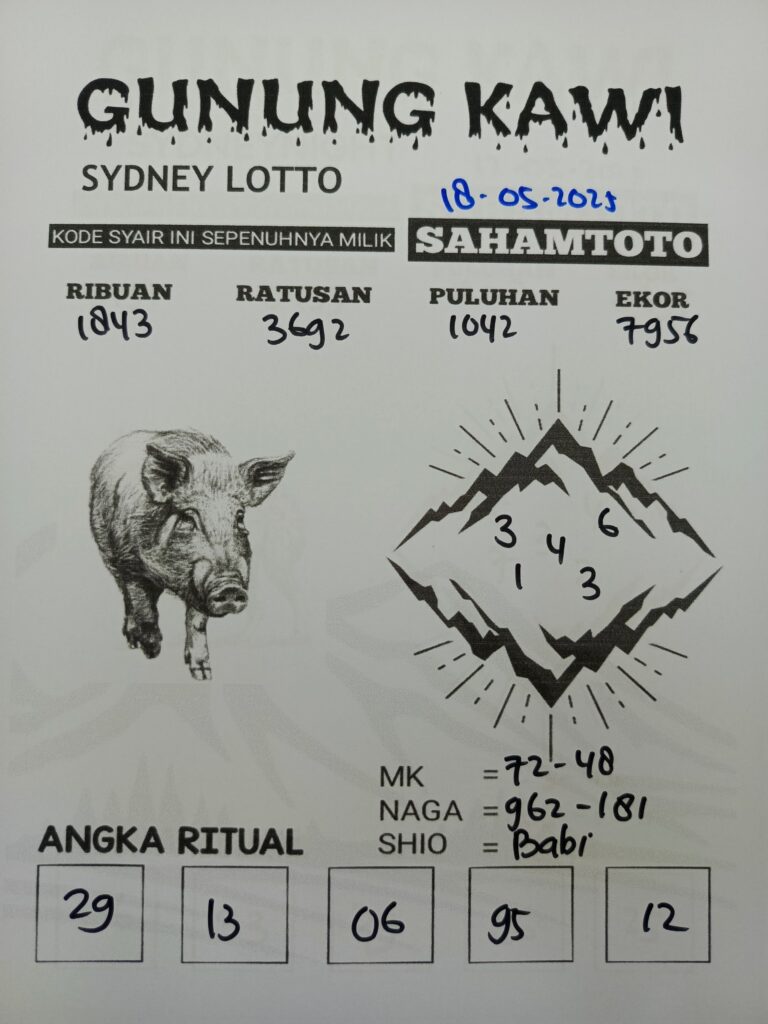 GUNUNG KAWI
SYDNEY LOTTO
18-05-2025
KODE SYAIR INI SEPENUHNYA MILIK SAHAMTOTO
RIBUAN RATUSAN PULUHAN EKOR
1843 3692 1042 7956
3 4 6
1 3
MK = 72-48
NAGA = 962-181
SHIO = Babi
ANGKA RITUAL
29 13 06 95 12